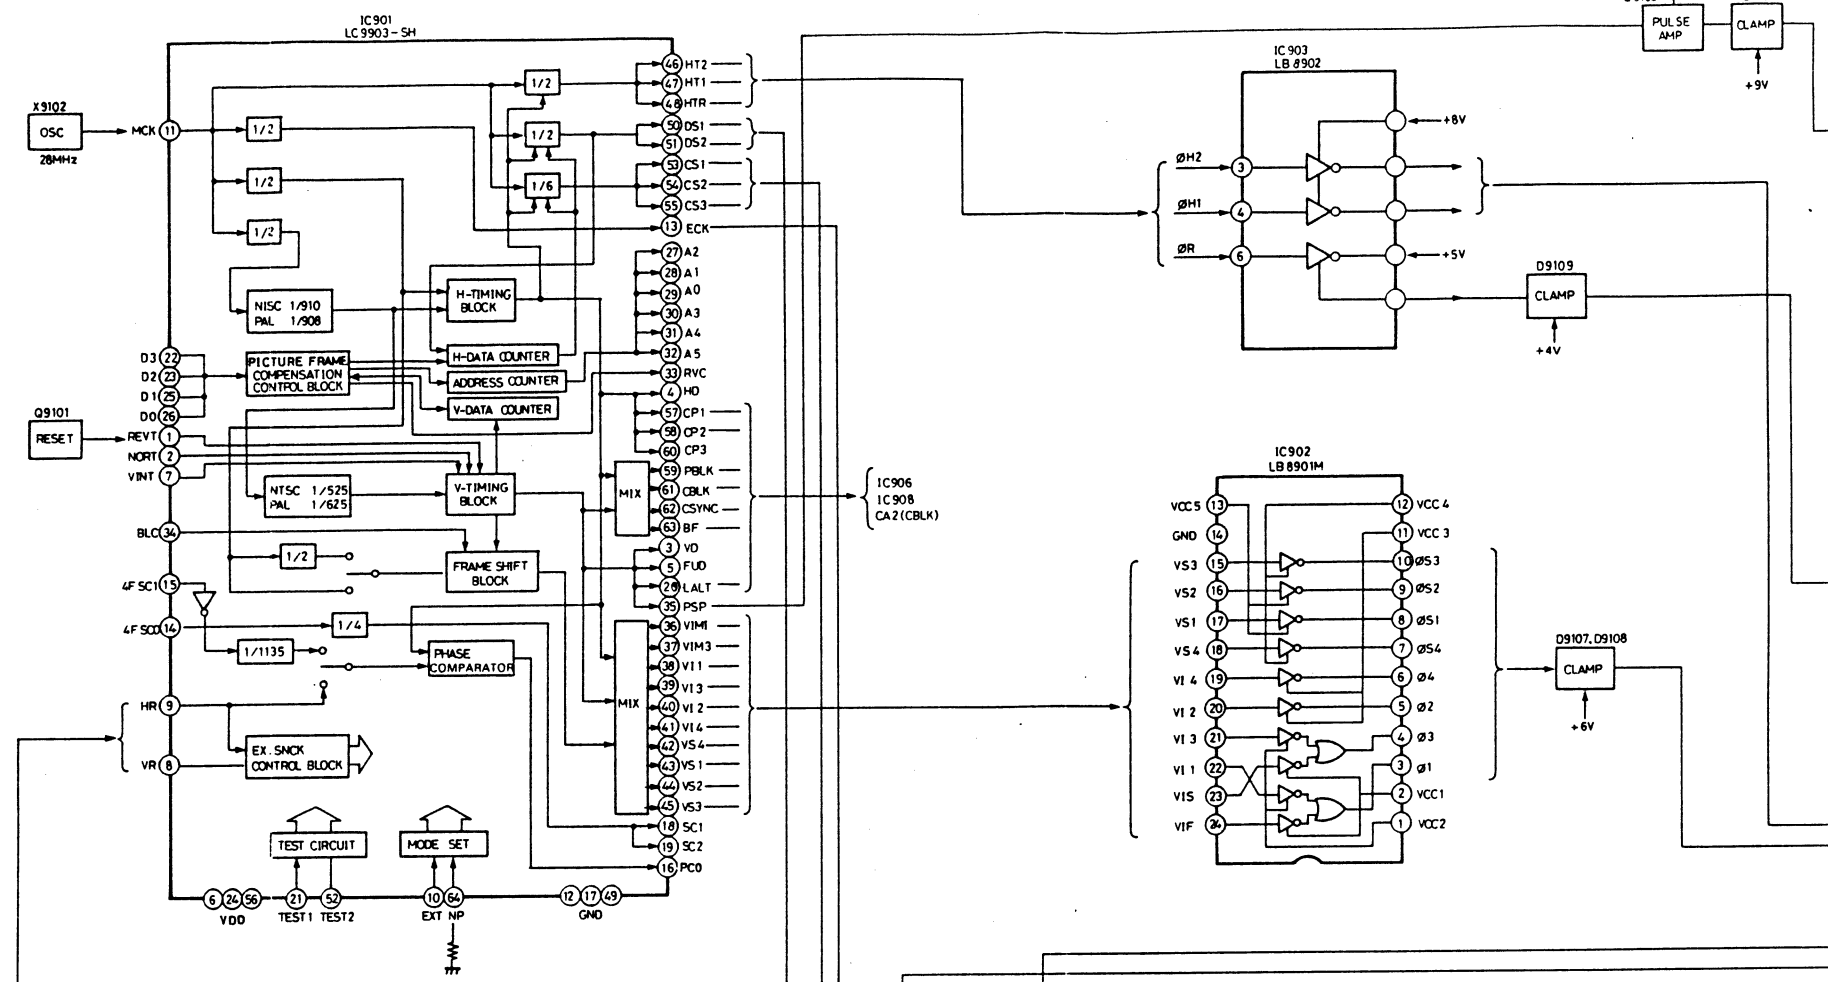 IC901
LC9903-SH
X9102
OSC
28MHz
MCK
11
1/2
1/2
1/2
1/2
1/2
1/6
46 HT2
47 HT1
48 HTR
50 DS1
51 DS2
53 CS1
54 CS2
55 CS3
13 ECK
27 A2
28 A1
29 A0
30 A3
31 A4
32 A5
33 RVC
4 HD
57 CP1
58 CP2
60 CP3
59 PBLK
61 CBLK
62 CSYNC
63 BF
3 VD
5 FUD
26 LALT
35 PSP
36 VIM1
37 VIM3
38 VI1
39 VI3
40 VI2
41 VI4
42 VS4
43 VS1
44 VS2
45 VS3
18 SC1
19 SC2
16 PC0
NISC 1/910
PAL 1/908
H-TIMING
BLOCK
D3 22
D2 23
D1 25
D0 26
PICTURE FRAME
COMPENSATION
CONTROL BLOCK
H-DATA COUNTER
ADDRESS COUNTER
V-DATA COUNTER
Q9101
RESET
REVT 1
NORT 2
VINT 7
NTSC 1/525
PAL 1/625
V-TIMING
BLOCK
MIX
BLC 34
1/2
FRAME SHIFT
BLOCK
4FSC1 15
4FSC0 14
1/4
1/1135
PHASE
COMPARATOR
MIX
HR 9
VR 8
EX. SNCK
CONTROL BLOCK
TEST CIRCUIT
MODE SET
6 24 56
VDD
21 52
TEST1 TEST2
10 64
EXT NP
12 17 49
GND
IC906
IC908
CA2(CBLK)
PULSE
AMP
CLAMP
+9V
IC903
LB8902
+8V
ØH2 3
ØH1 4
ØR 6
+5V
D9109
CLAMP
+4V
IC902
LB8901M
VCC5 13
GND 14
VS3 15
VS2 16
VS1 17
VS4 18
VI4 19
VI2 20
VI3 21
VI1 22
VIS 23
VIF 24
12 VCC4
11 VCC3
10 ØS3
9 ØS2
8 ØS1
7 ØS4
6 Ø4
5 Ø2
4 Ø3
3 Ø1
2 VCC1
1 VCC2
D9107, D9108
CLAMP
+6V